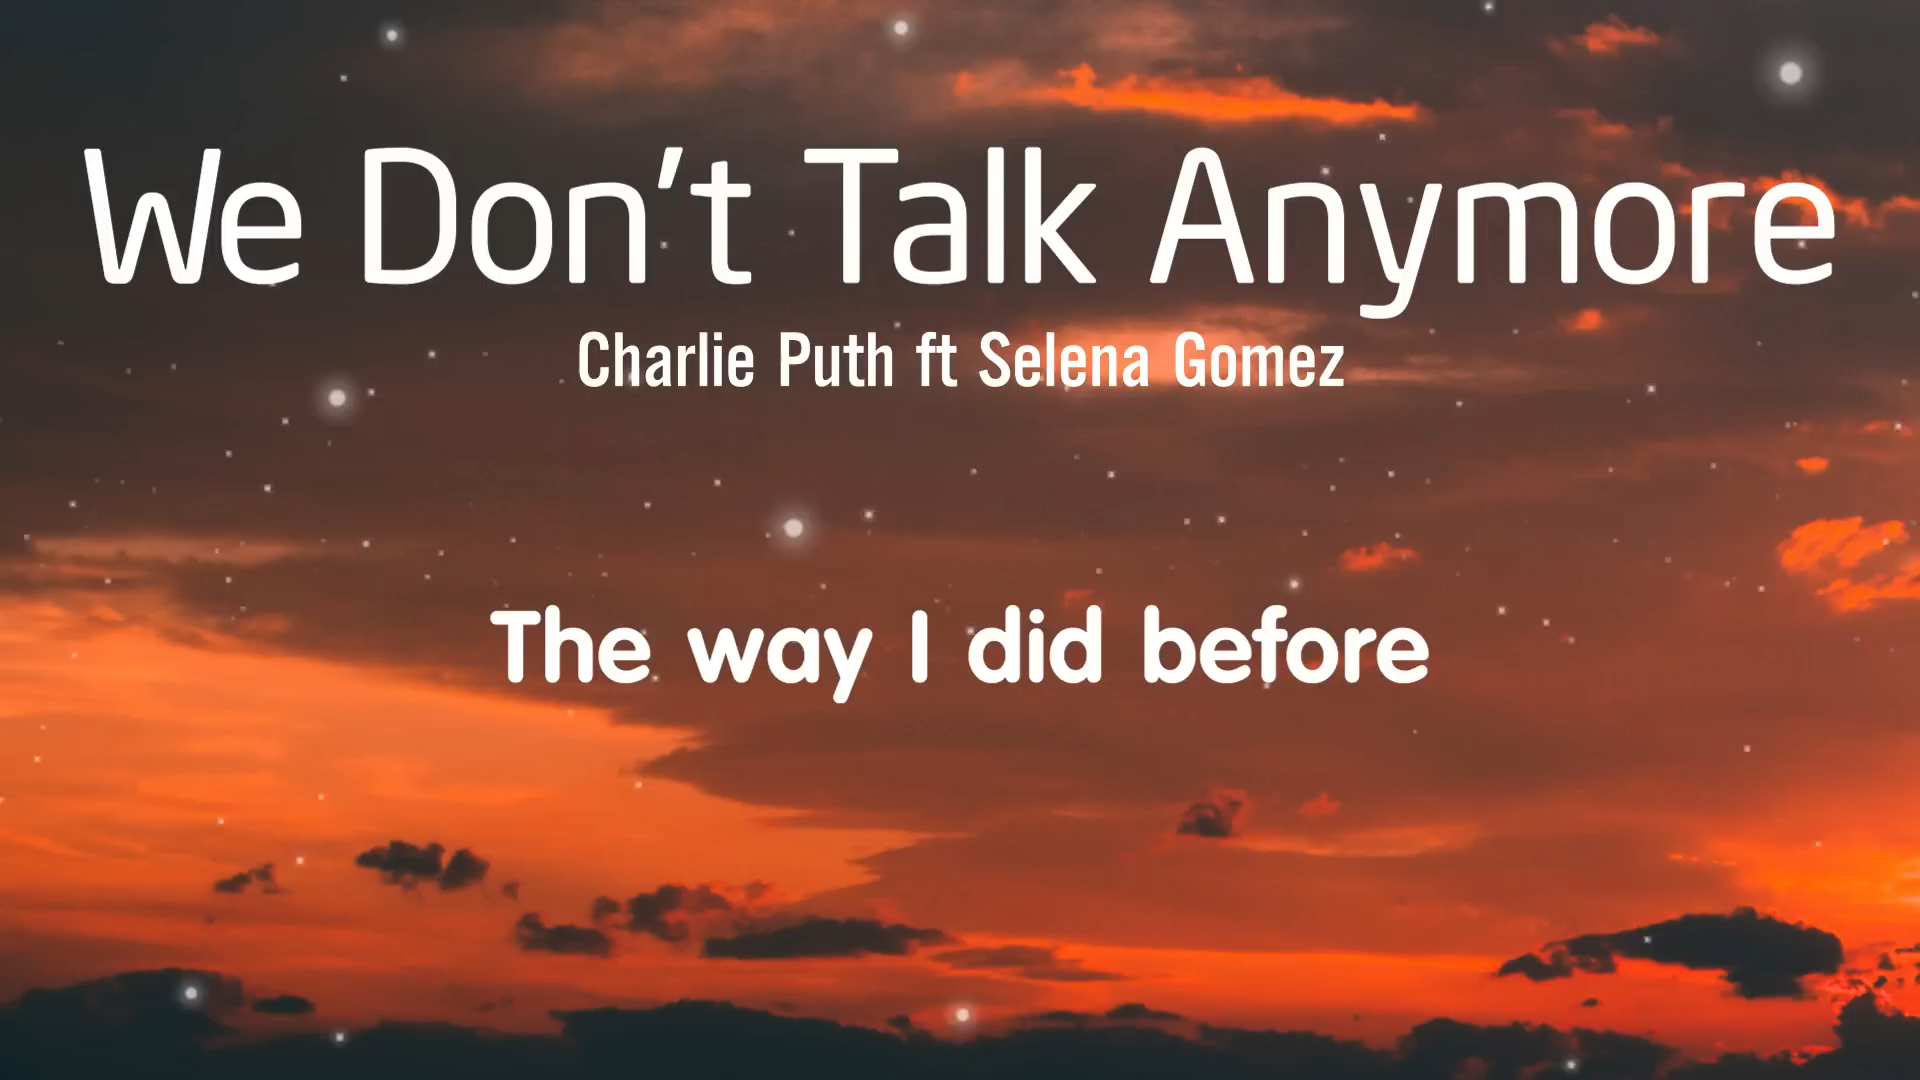 We Don't Talk Anymore
Charlie Puth ft Selena Gomez
The way I did before